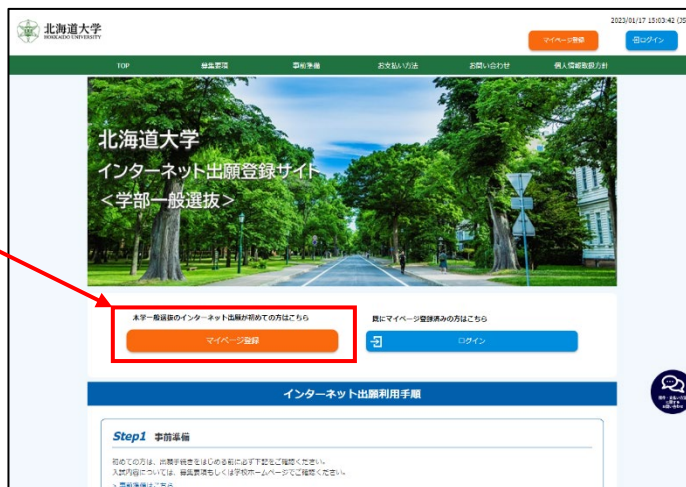 2023/01/17 15:03:42 (JS
北海道大学
HOKKAIDO UNIVERSITY
マイページ登録
ログイン
TOP
募集要項
事前準備
お支払い方法
お問い合わせ
個人情報取扱方針
北海道大学
インターネット出願登録サイト
<学部一般選抜>
本学一般選抜のインターネット出願が初めての方はこちら
マイページ登録
既にマイページ登録済みの方はこちら
ログイン
インターネット出願利用手順
Step1 事前準備
初めての方は、出願手続きをはじめる前に必ず下記をご確認ください。
入試内容については、募集要項もしくは学校ホームページでご確認ください。
> 事前準備はこちら